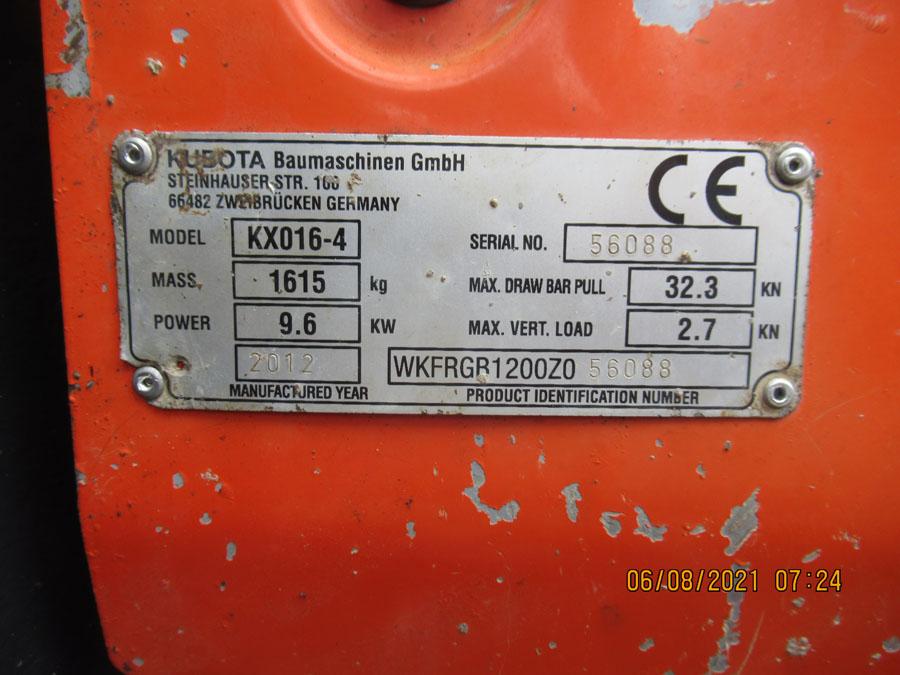 KUBOTA Baumaschinen GmbH
STEINHAUSER STR. 100
66482 ZWEIBRÜCKEN GERMANY
CE
MODEL KX016-4 SERIAL NO. 56088
MASS 1615 kg MAX. DRAW BAR PULL 32.3 KN
POWER 9.6 KW MAX. VERT. LOAD 2.7 KN
2012 WKFRGR1200Z0 56088
MANUFACTURED YEAR PRODUCT IDENTIFICATION NUMBER
06/08/2021 07:24